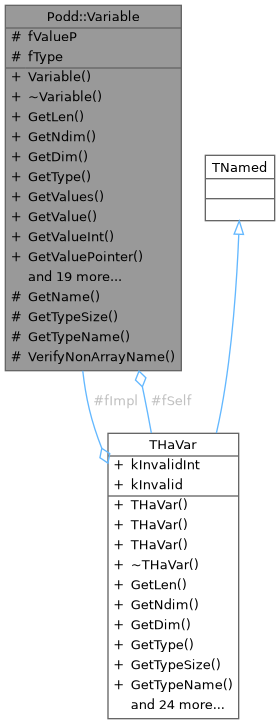 Podd::Variable
# fValueP
# fType
+ Variable()
+ ~Variable()
+ GetLen()
+ GetNdim()
+ GetDim()
+ GetType()
+ GetValues()
+ GetValue()
+ GetValueInt()
+ GetValuePointer()
and 19 more...
# GetName()
# GetTypeSize()
# GetTypeName()
# VerifyNonArrayName()
TNamed
#fImpl
#fSelf
THaVar
+ kInvalidInt
+ kInvalid
+ THaVar()
+ THaVar()
+ THaVar()
+ ~THaVar()
+ GetLen()
+ GetNdim()
+ GetDim()
+ GetType()
+ GetTypeSize()
+ GetTypeName()
and 24 more...